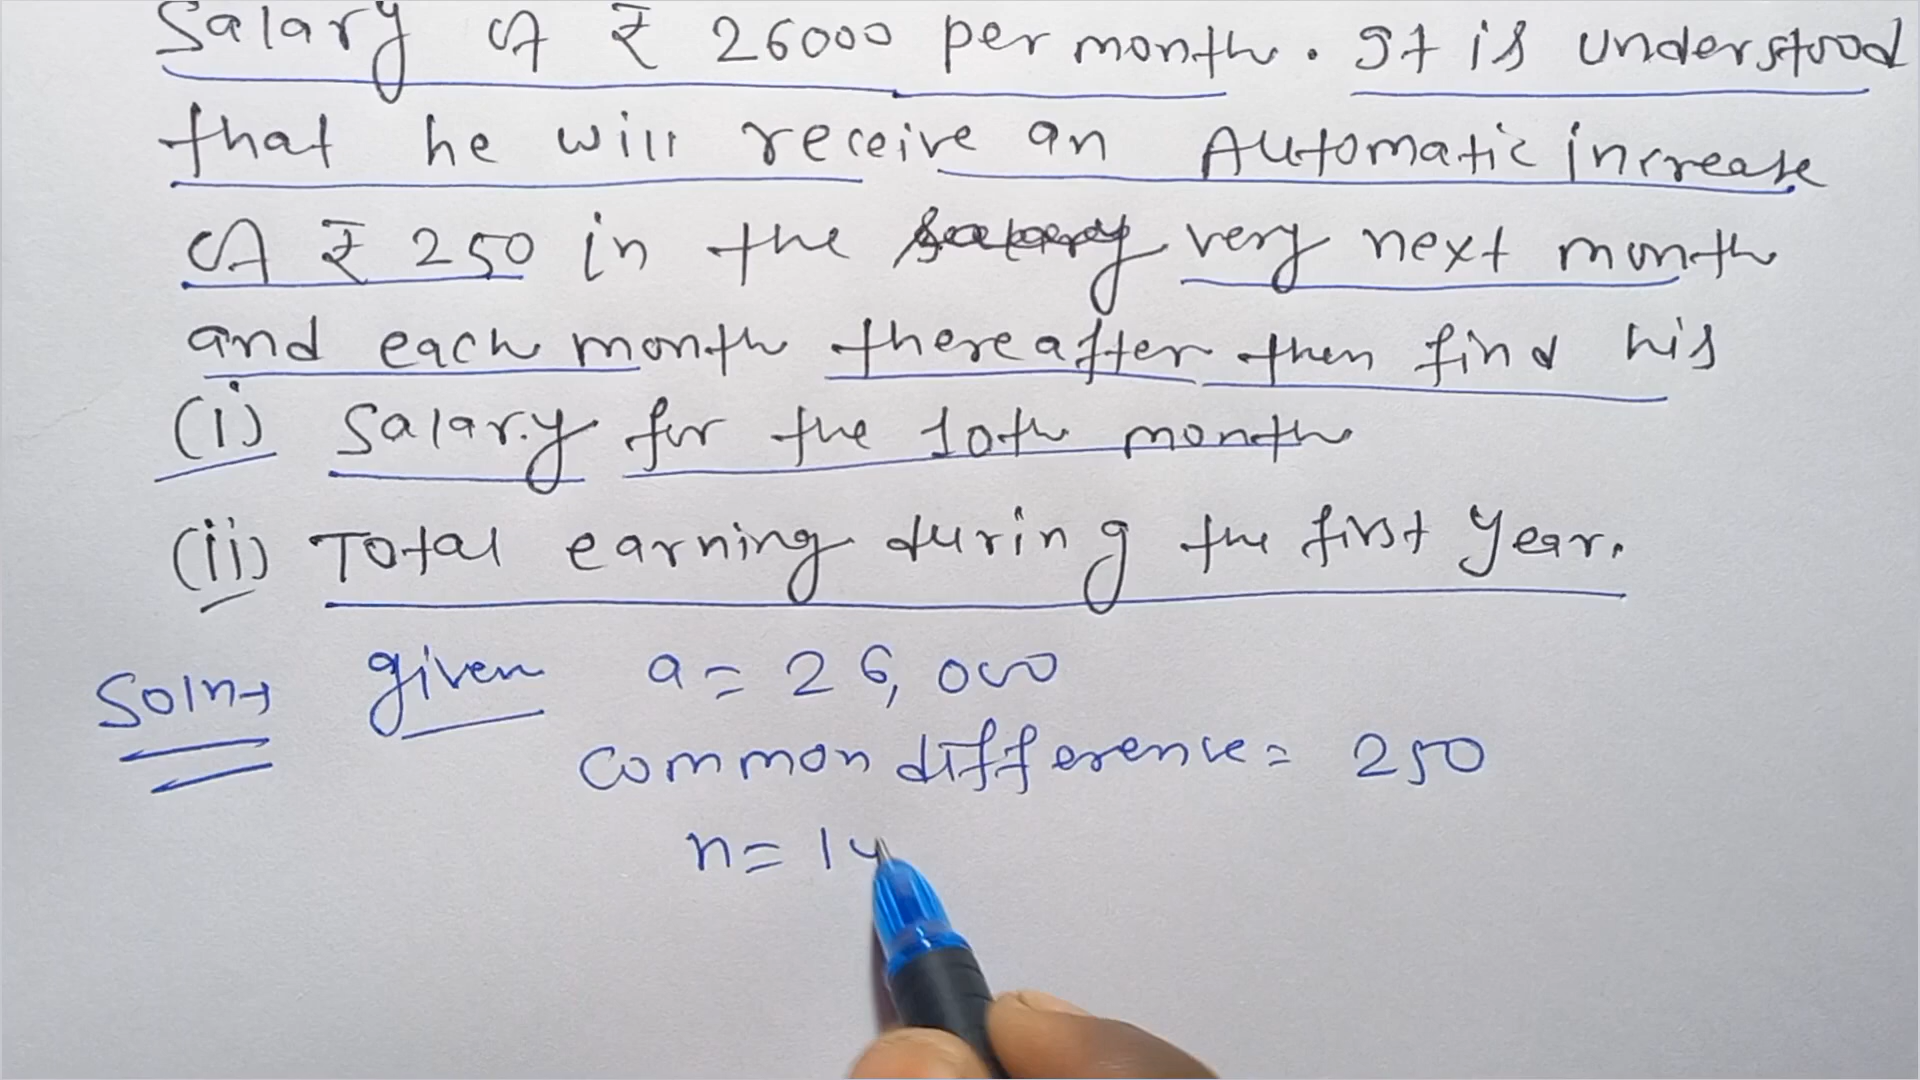 Salary of ₹ 26000 per month. It is understood
that he will receive an Automatic increase
of ₹ 250 in the very next month
and each month thereafter then find his
(i) Salary for the 10th month
(ii) Total earning during the first year.
Soln→ given a = 26,000
common difference = 250
n = 1